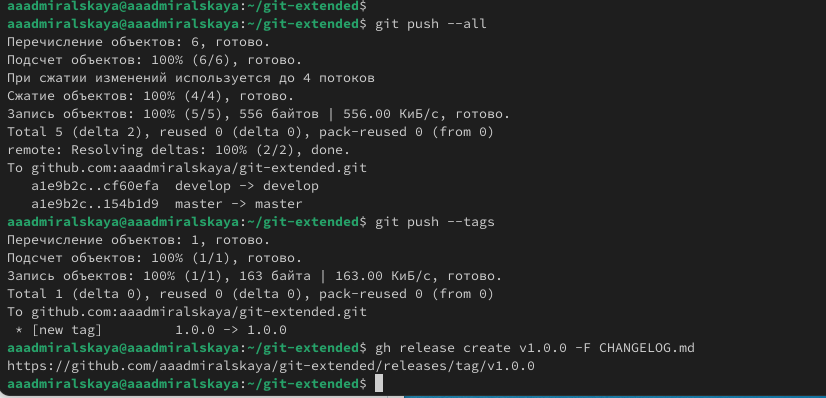 aaadmiralskaya@aaadmiralskaya:~/git-extended$
aaadmiralskaya@aaadmiralskaya:~/git-extended$ git push --all
Перечисление объектов: 6, готово.
Подсчет объектов: 100% (6/6), готово.
При сжатии изменений используется до 4 потоков
Сжатие объектов: 100% (4/4), готово.
Запись объектов: 100% (5/5), 556 байтов | 556.00 КиБ/с, готово.
Total 5 (delta 2), reused 0 (delta 0), pack-reused 0 (from 0)
remote: Resolving deltas: 100% (2/2), done.
To github.com:aaadmiralskaya/git-extended.git
   a1e9b2c..cf60efa  develop -> develop
   a1e9b2c..154b1d9  master -> master
aaadmiralskaya@aaadmiralskaya:~/git-extended$ git push --tags
Перечисление объектов: 1, готово.
Подсчет объектов: 100% (1/1), готово.
Запись объектов: 100% (1/1), 163 байта | 163.00 КиБ/с, готово.
Total 1 (delta 0), reused 0 (delta 0), pack-reused 0 (from 0)
To github.com:aaadmiralskaya/git-extended.git
 * [new tag]         1.0.0 -> 1.0.0
aaadmiralskaya@aaadmiralskaya:~/git-extended$ gh release create v1.0.0 -F CHANGELOG.md
https://github.com/aaadmiralskaya/git-extended/releases/tag/v1.0.0
aaadmiralskaya@aaadmiralskaya:~/git-extended$